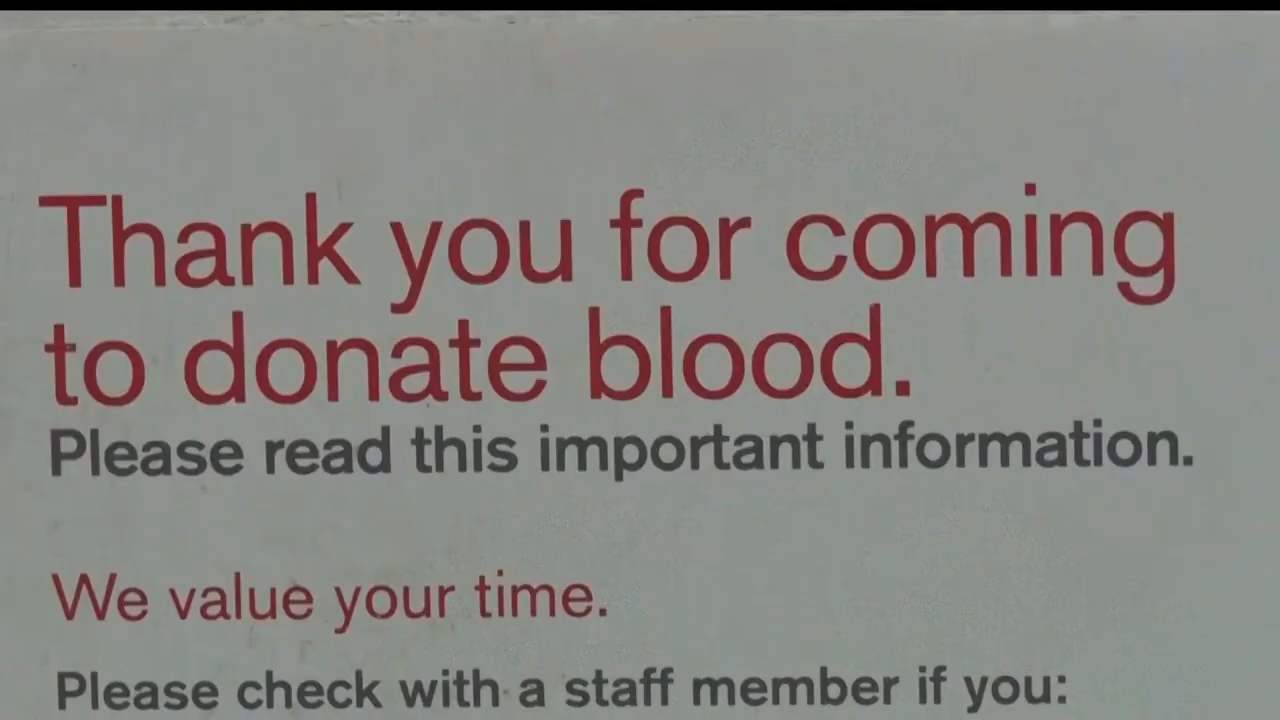 Thank you for coming
to donate blood.
Please read this important information.
We value your time.
Please check with a staff member if you: